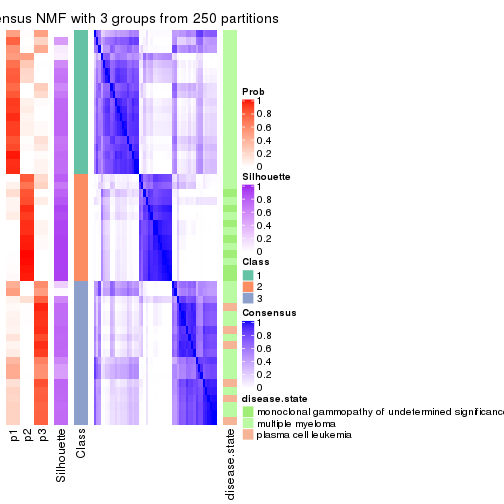 ensus NMF with 3 groups from 250 partitions
Prob
1
0.8
0.6
0.4
0.2
0
Silhouette
1
0.8
0.6
0.4
0.2
0
Class
1
2
3
Consensus
1
0.8
0.6
0.4
0.2
0
disease.state
monoclonal gammopathy of undetermined significance
multiple myeloma
plasma cell leukemia
p1
p2
p3
Silhouette
Class
disease.state